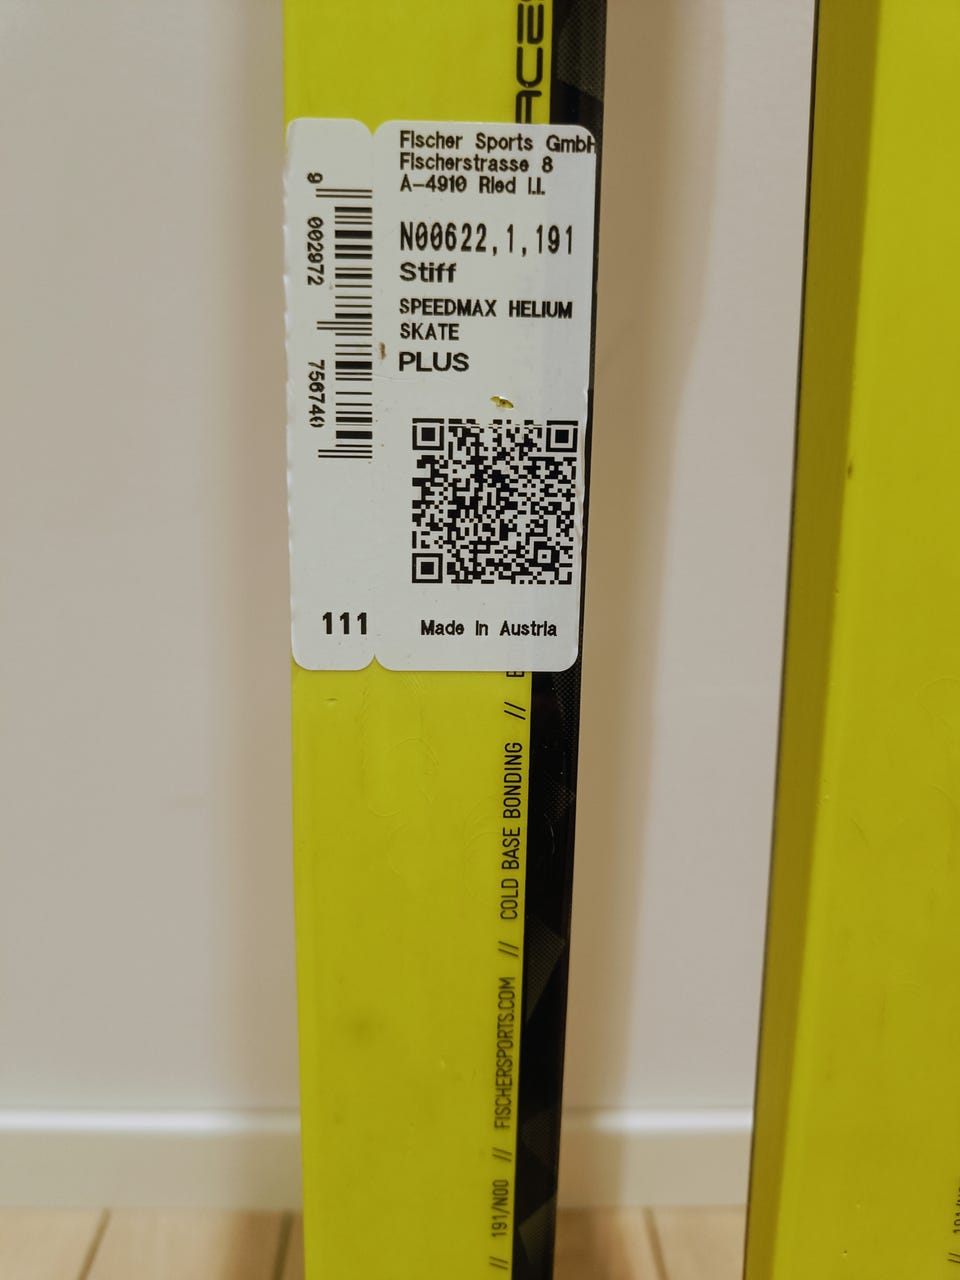 Fischer Sports GmbH
Fischerstrasse 8
A-4910 Ried I.I.
N00622,1,191
Stiff
SPEEDMAX HELIUM
SKATE
PLUS
9 002972 756740
111
Made in Austria
// 191/N00 // FISCHERSPORTS.COM // COLD BASE BONDING //